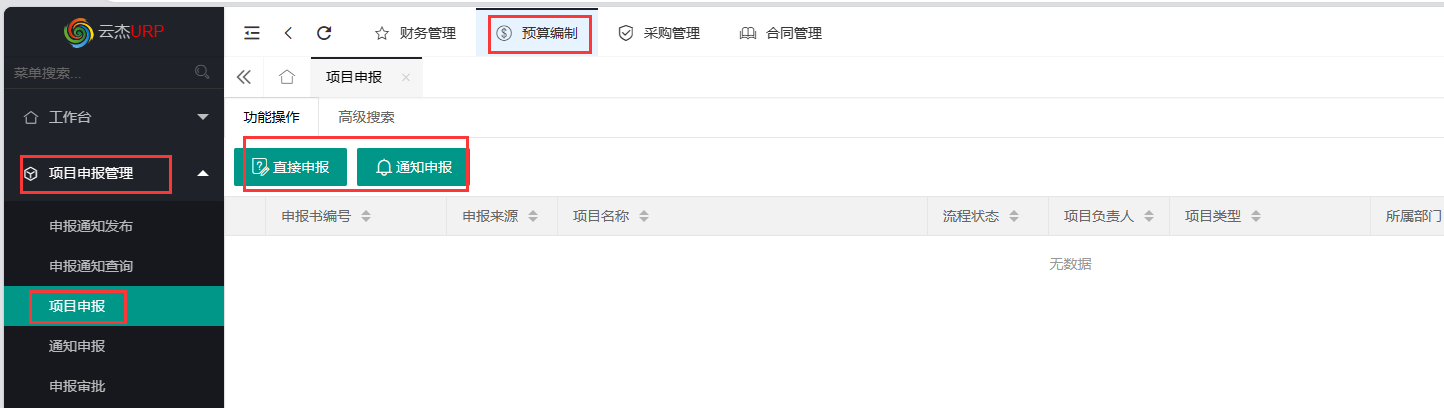 云杰URP
财务管理
预算编制
采购管理
合同管理
菜单搜索...
项目申报
工作台
功能操作
高级搜索
项目申报管理
直接申报
通知申报
申报通知发布
申报书编号
申报来源
项目名称
流程状态
项目负责人
项目类型
所属部门
申报通知查询
无数据
项目申报
通知申报
申报审批